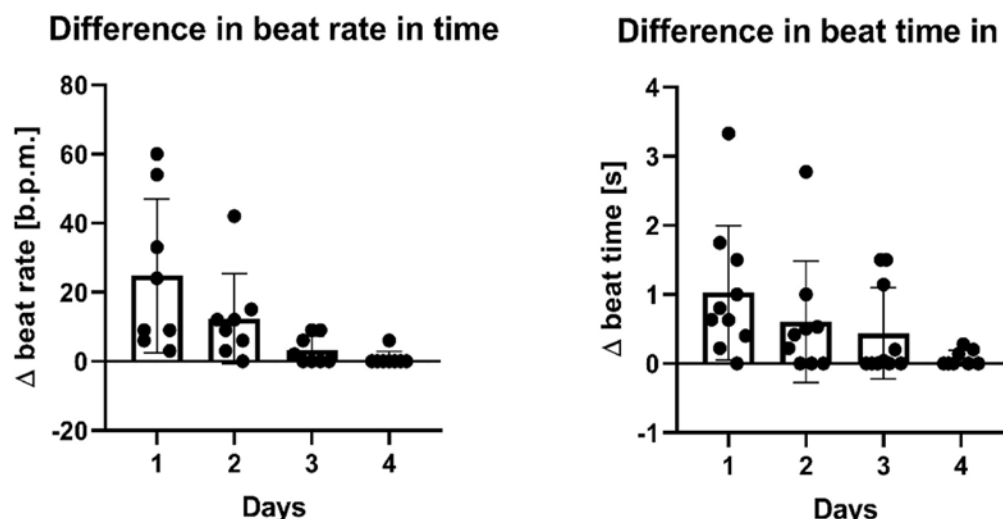 Difference in beat rate in time
Δ beat rate [b.p.m.]
80
60
40
20
0
-20
1 2 3 4
Days
Difference in beat time in
Δ beat time [s]
4
3
2
1
0
-1
1 2 3 4
Days